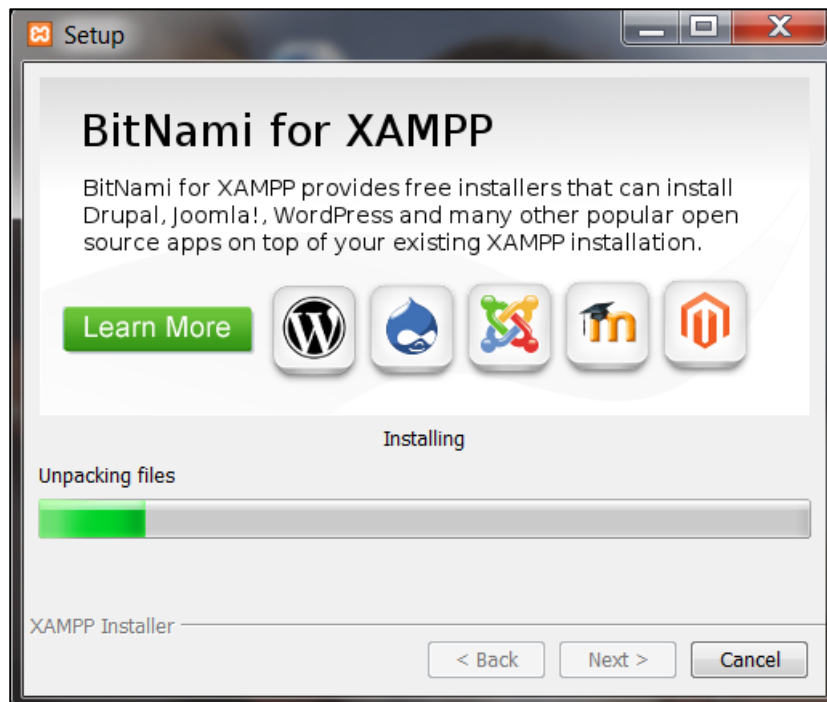 Setup
BitNami for XAMPP
BitNami for XAMPP provides free installers that can install
Drupal, Joomla!, WordPress and many other popular open
source apps on top of your existing XAMPP installation.
Learn More
Installing
Unpacking files
XAMPP Installer
< Back Next > Cancel